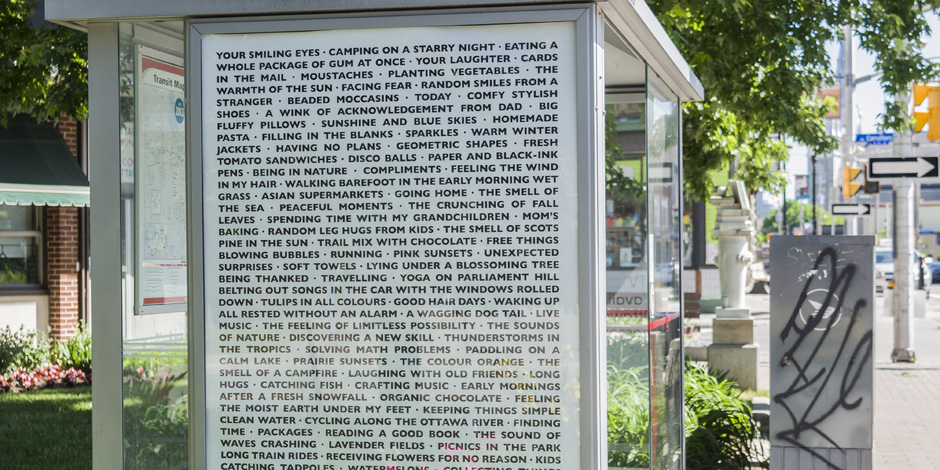 YOUR SMILING EYES · CAMPING ON A STARRY NIGHT · EATING A
WHOLE PACKAGE OF GUM AT ONCE · YOUR LAUGHTER · CARDS
IN THE MAIL · MOUSTACHES · PLANTING VEGETABLES · THE
WARMTH OF THE SUN · FACING FEAR · RANDOM SMILES FROM A
STRANGER · BEADED MOCCASINS · TODAY · COMFY STYLISH
SHOES · A WINK OF ACKNOWLEDGEMENT FROM DAD · BIG
FLUFFY PILLOWS · SUNSHINE AND BLUE SKIES · HOMEMADE
PASTA · FILLING IN THE BLANKS · SPARKLES · WARM WINTER
JACKETS · HAVING NO PLANS · GEOMETRIC SHAPES · FRESH
TOMATO SANDWICHES · DISCO BALLS · PAPER AND BLACK-INK
PENS · BEING IN NATURE · COMPLIMENTS · FEELING THE WIND
IN MY HAIR · WALKING BAREFOOT IN THE EARLY MORNING WET
GRASS · ASIAN SUPERMARKETS · GOING HOME · THE SMELL OF
THE SEA · PEACEFUL MOMENTS · THE CRUNCHING OF FALL
LEAVES · SPENDING TIME WITH MY GRANDCHILDREN · MOM'S
BAKING · RANDOM LEG HUGS FROM KIDS · THE SMELL OF SCOTS
PINE IN THE SUN · TRAIL MIX WITH CHOCOLATE · FREE THINGS
BLOWING BUBBLES · RUNNING · PINK SUNSETS · UNEXPECTED
SURPRISES · SOFT TOWELS · LYING UNDER A BLOSSOMING TREE
BEING THANKED · TRAVELLING · YOGA ON PARLIAMENT HILL
BELTING OUT SONGS IN THE CAR WITH THE WINDOWS ROLLED
DOWN · TULIPS IN ALL COLOURS · GOOD HAIR DAYS · WAKING UP
ALL RESTED WITHOUT AN ALARM · A WAGGING DOG TAIL · LIVE
MUSIC · THE FEELING OF LIMITLESS POSSIBILITY · THE SOUNDS
OF NATURE · DISCOVERING A NEW SKILL · THUNDERSTORMS IN
THE TROPICS · SOLVING MATH PROBLEMS · PADDLING ON A
CALM LAKE · PRAIRIE SUNSETS · THE COLOUR ORANGE · THE
SMELL OF A CAMPFIRE · LAUGHING WITH OLD FRIENDS · LONG
HUGS · CATCHING FISH · CRAFTING MUSIC · EARLY MORNINGS
AFTER A FRESH SNOWFALL · ORGANIC CHOCOLATE · FEELING
THE MOIST EARTH UNDER MY FEET · KEEPING THINGS SIMPLE
CLEAN WATER · CYCLING ALONG THE OTTAWA RIVER · FINDING
TIME · PACKAGES · READING A GOOD BOOK · THE SOUND OF
WAVES CRASHING · LAVENDER FIELDS · PICNICS IN THE PARK
LONG TRAIN RIDES · RECEIVING FLOWERS FOR NO REASON · KIDS
CATCHING TADPOLES · WATERMELONS · COLLECTING THINGS
Transit Map